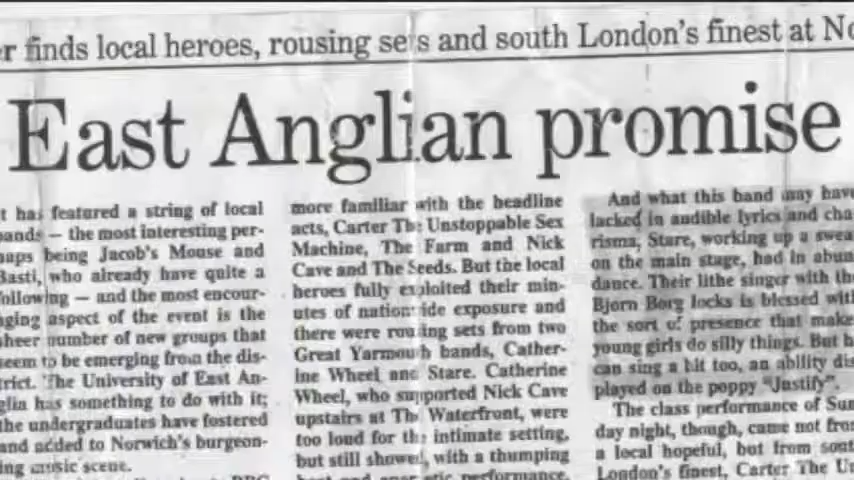 r finds local heroes, rousing sets and south London's finest at No
East Anglian promise
t has featured a string of local
bands — the most interesting per-
haps being Jacob's Mouse and
Basti, who already have quite a
following — and the most encour-
aging aspect of the event is the
sheer number of new groups that
seem to be emerging from the dis-
trict. The University of East An-
glia has something to do with it;
the undergraduates have fostered
and added to Norwich's burgeon-
ing music scene.
BBC
more familiar with the headline
acts, Carter The Unstoppable Sex
Machine, The Farm and Nick
Cave and The Seeds. But the local
heroes fully exploited their min-
utes of nationwide exposure and
there were rousing sets from two
Great Yarmouth bands, Cather-
ine Wheel and Stare. Catherine
Wheel, who supported Nick Cave
upstairs at The Waterfront, were
too loud for the intimate setting,
but still showed, with a thumping
performance,
And what this band may have
lacked in audible lyrics and cha-
risma, Stare, working up a swea
on the main stage, had in abun
dance. Their lithe singer with the
Bjorn Borg locks is blessed with
the sort of presence that make
young girls do silly things. But h
can sing a bit too, an ability dis
played on the poppy "Justify".
The class performance of Sun
day night, though, came not from
a local hopeful, but from sout
London's finest, Carter The Un